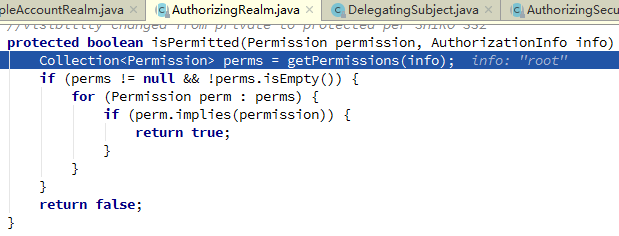 pleAccountRealm.java × AuthorizingRealm.java × DelegatingSubject.java × AuthorizingSecu
//visibility changed from private to protected per SHIRO 332
protected boolean isPermitted(Permission permission, AuthorizationInfo info)
Collection<Permission> perms = getPermissions(info); info: "root"
if (perms != null && !perms.isEmpty()) {
for (Permission perm : perms) {
if (perm.implies(permission)) {
return true;
}
}
}
return false;
}